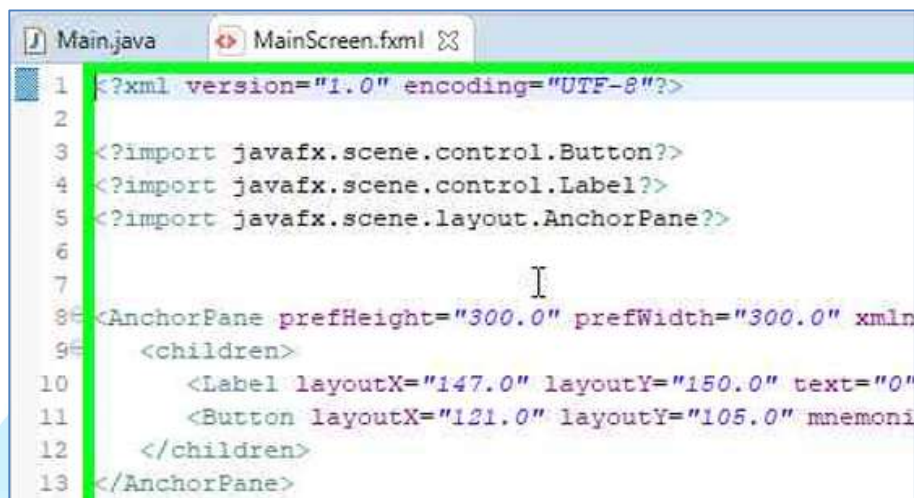 Main.java MainScreen.fxml
1 <?xml version="1.0" encoding="UTF-8"?>
2
3 <?import javafx.scene.control.Button?>
4 <?import javafx.scene.control.Label?>
5 <?import javafx.scene.layout.AnchorPane?>
6
7
8 <AnchorPane prefHeight="300.0" prefWidth="300.0" xmln
9 <children>
10 <Label layoutX="147.0" layoutY="150.0" text="0"
11 <Button layoutX="121.0" layoutY="105.0" mnemoni
12 </children>
13 </AnchorPane>